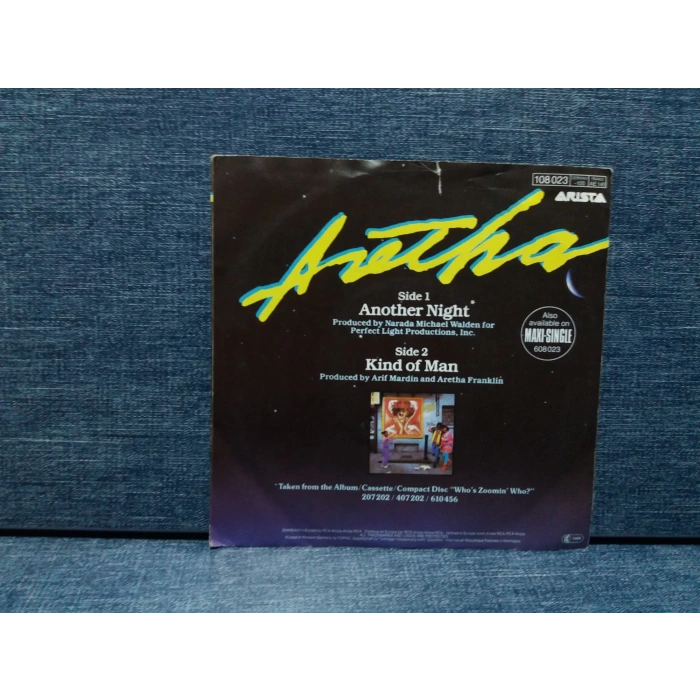 108 023
ARISTA
Aretha
Side 1
Another Night
Produced by Narada Michael Walden for
Perfect Light Productions, Inc.
Also
available on
MAXI-SINGLE
608 023
Side 2
Kind of Man
Produced by Arif Mardin and Aretha Franklin
"Taken from the Album/Cassette/Compact Disc "Who's Zoomin' Who?"
207 202 / 407 202 / 610 456